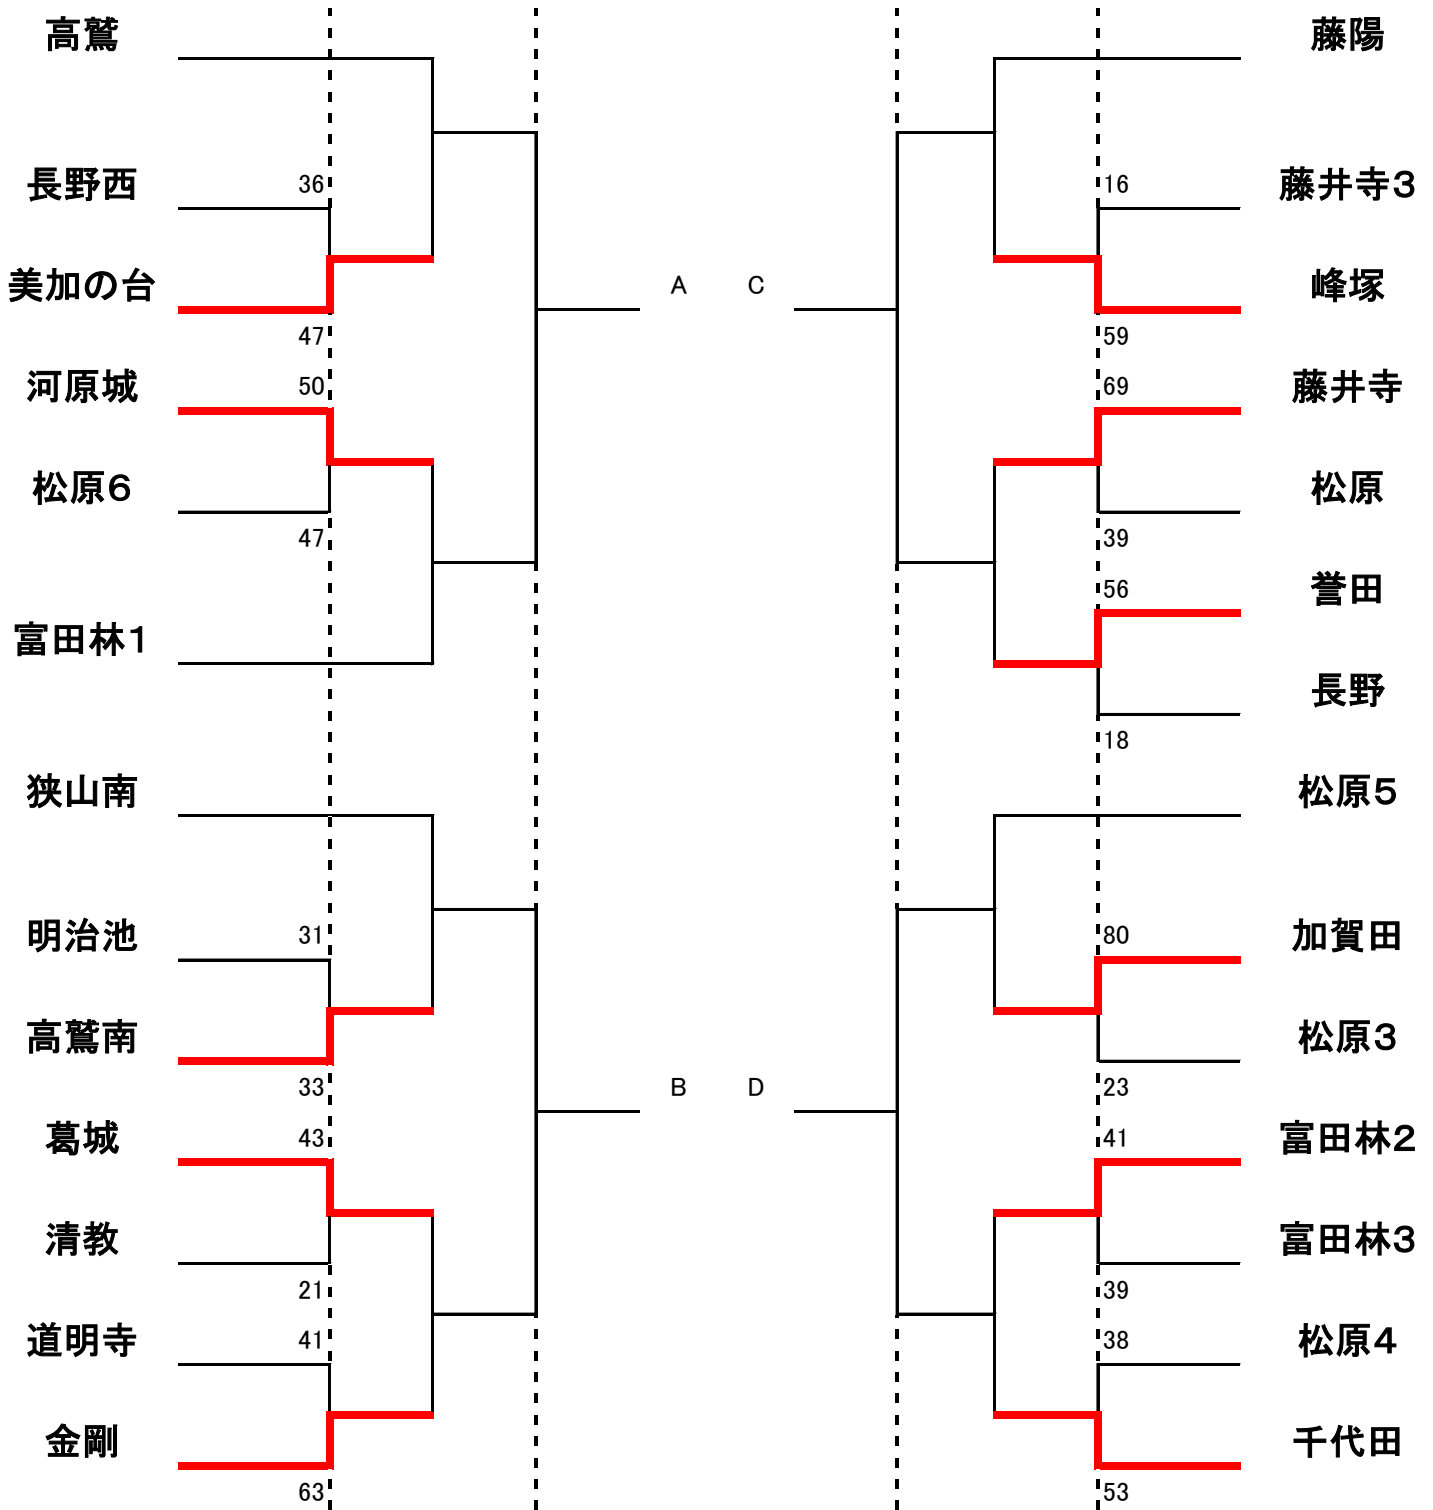 高鷲
藤陽
長野西 36
16 藤井寺3
美加の台
A C
峰塚
47
59
河原城 50
69 藤井寺
松原6
松原
47
39
56 誉田
富田林1
長野
18
狭山南
松原5
明治池 31
80 加賀田
高鷲南
松原3
33
B D
23
葛城 43
41 富田林2
清教
富田林3
21
39
道明寺 41
38 松原4
金剛
千代田
63
53